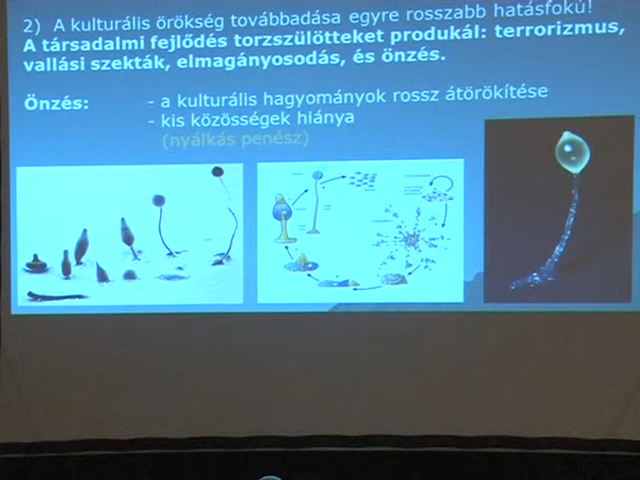 2) A kulturális örökség továbbadása egyre rosszabb hatásfokú!
A társadalmi fejlődés torzszülötteket produkál: terrorizmus,
vallási szekták, elmagányosodás, és önzés.
Önzés: - a kulturális hagyományok rossz átörökítése
- kis közösségek hiánya
(nyálkás penész)